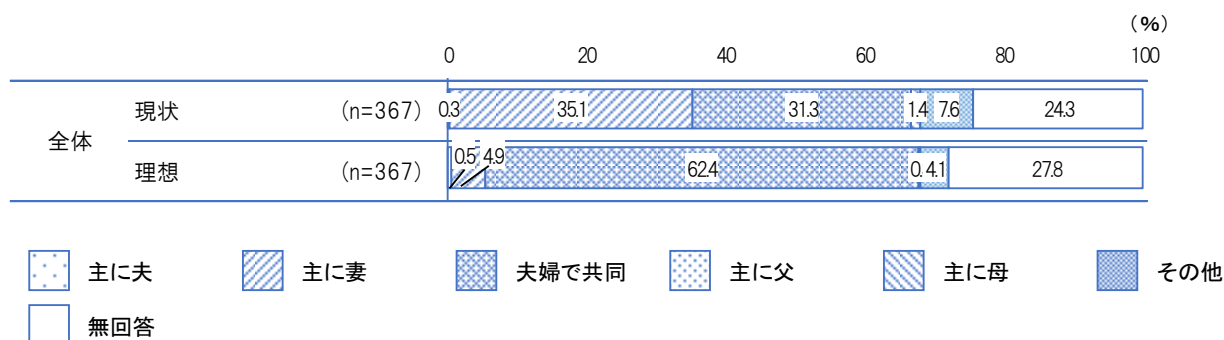 (%)
0 20 40 60 80 100
全体
現状 (n=367) 0.3 35.1 31.3 1.4 7.6 24.3
理想 (n=367) 0.5 4.9 62.4 0. 4.1 27.8
主に夫 主に妻 夫婦で共同 主に父 主に母 その他
無回答